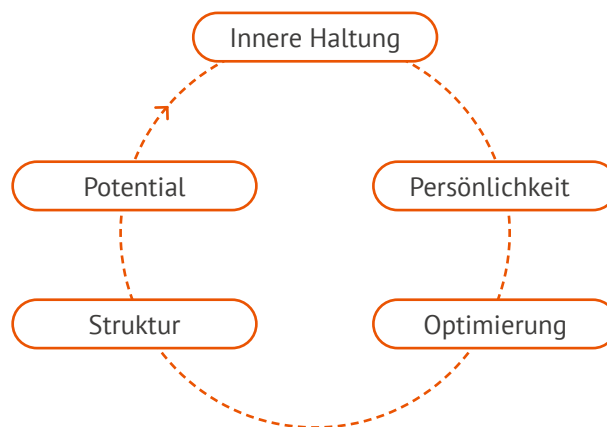 Innere Haltung
Potential
Persönlichkeit
Struktur
Optimierung